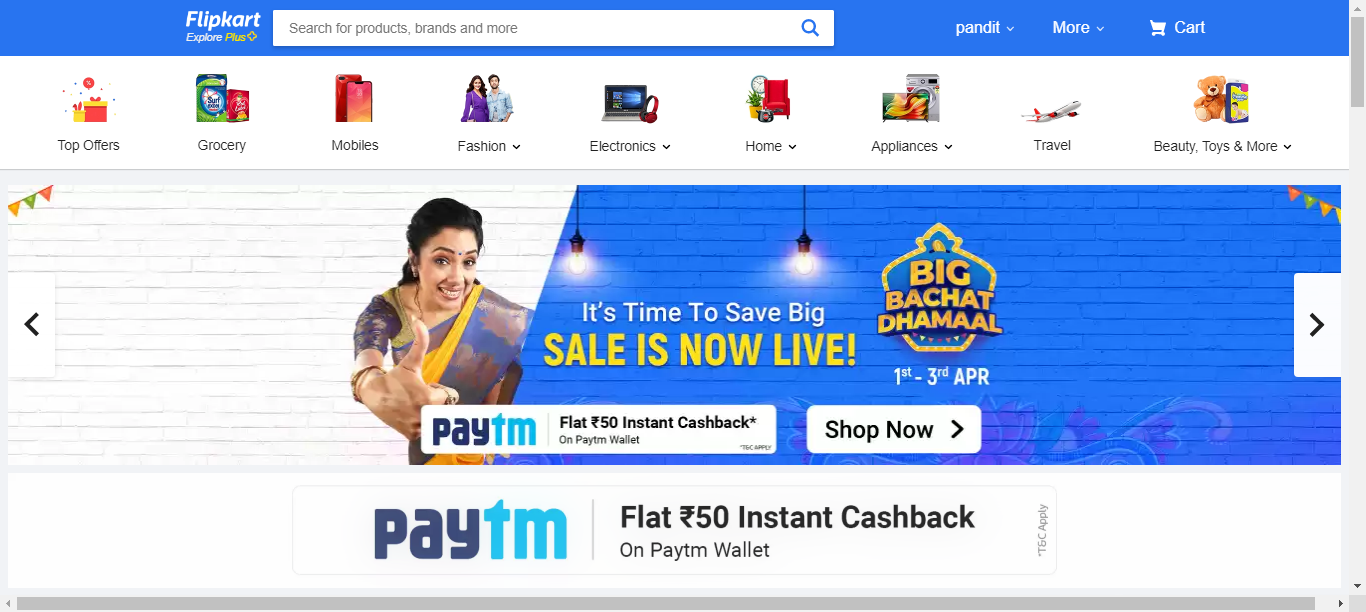 Flipkart
Explore Plus
Search for products, brands and more
pandit
More
Cart
Top Offers
Grocery
Mobiles
Fashion
Electronics
Home
Appliances
Travel
Beauty, Toys & More
It's Time To Save Big
SALE IS NOW LIVE!
BIG
BACHAT
DHAMAAL
1st - 3rd APR
paytm
Flat ₹50 Instant Cashback*
On Paytm Wallet
*T&C APPLY
Shop Now
paytm
Flat ₹50 Instant Cashback
On Paytm Wallet
*T&C Apply